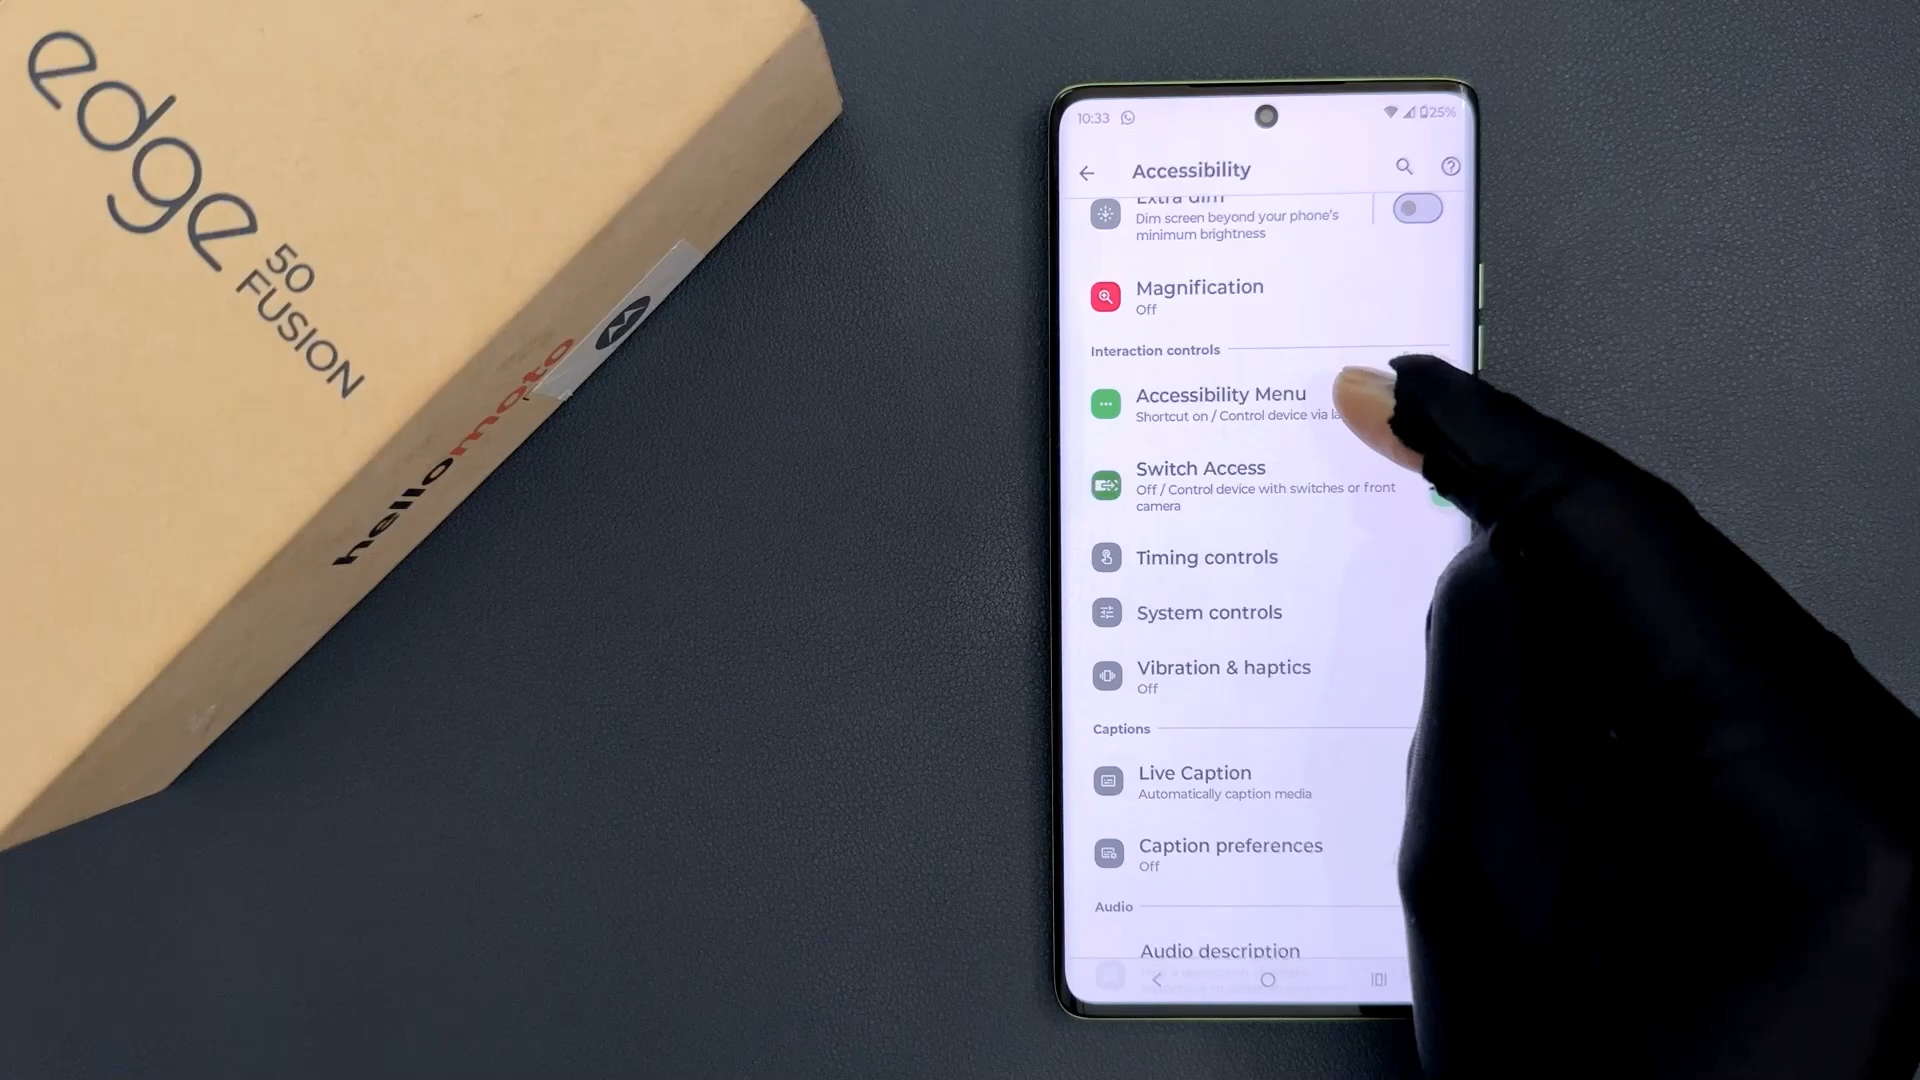 edge
50
FUSION
hellomoto
10:33
25%
Accessibility
Extra dim
Dim screen beyond your phone's
minimum brightness
Magnification
Off
Interaction controls
Accessibility Menu
Shortcut on / Control device via
Switch Access
Off / Control device with switches or front
camera
Timing controls
System controls
Vibration & haptics
Off
Captions
Live Caption
Automatically caption media
Caption preferences
Off
Audio
Audio description